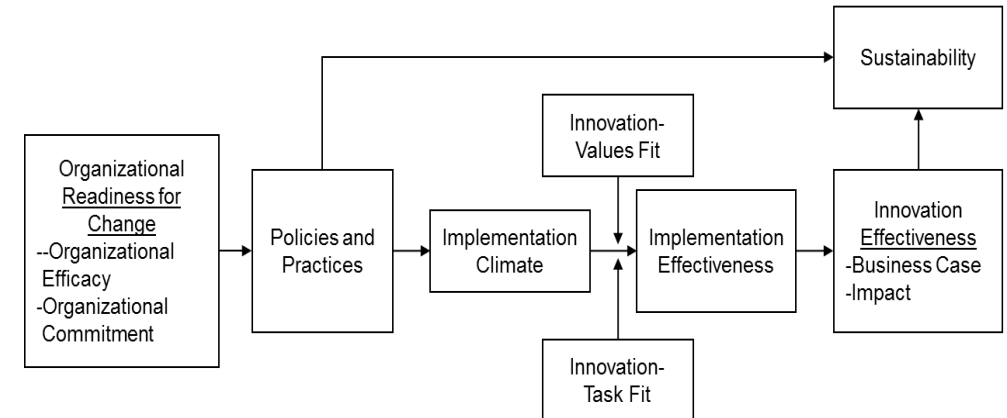 Sustainability
Innovation-
Values Fit
Organizational
Readiness for
Change
--Organizational
Efficacy
-Organizational
Commitment
Policies and
Practices
Implementation
Climate
Implementation
Effectiveness
Innovation
Effectiveness
-Business Case
-Impact
Innovation-
Task Fit